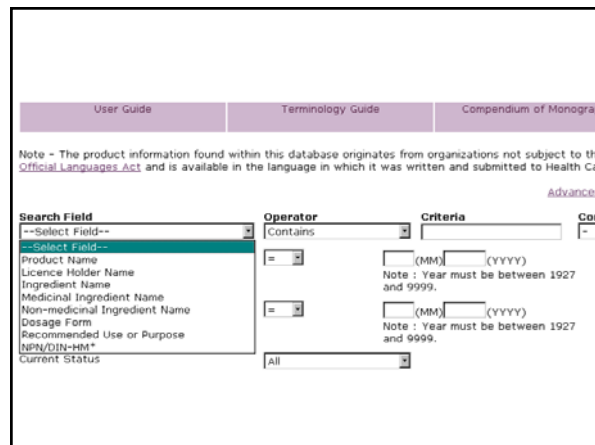 User Guide
Terminology Guide
Compendium of Monogra
Note - The product information found within this database originates from organizations not subject to th
Official Languages Act and is available in the language in which it was written and submitted to Health Ca
Advance
Search Field
Operator
Criteria
Co
--Select Field--
Contains
-
--Select Field--
Product Name
Licence Holder Name
Ingredient Name
Medicinal Ingredient Name
Non-medicinal Ingredient Name
Dosage Form
Recommended Use or Purpose
NPN/DIN-HM*
=
(MM)
(YYYY)
Note : Year must be between 1927
and 9999.
=
(MM)
(YYYY)
Note : Year must be between 1927
and 9999.
Current Status
All